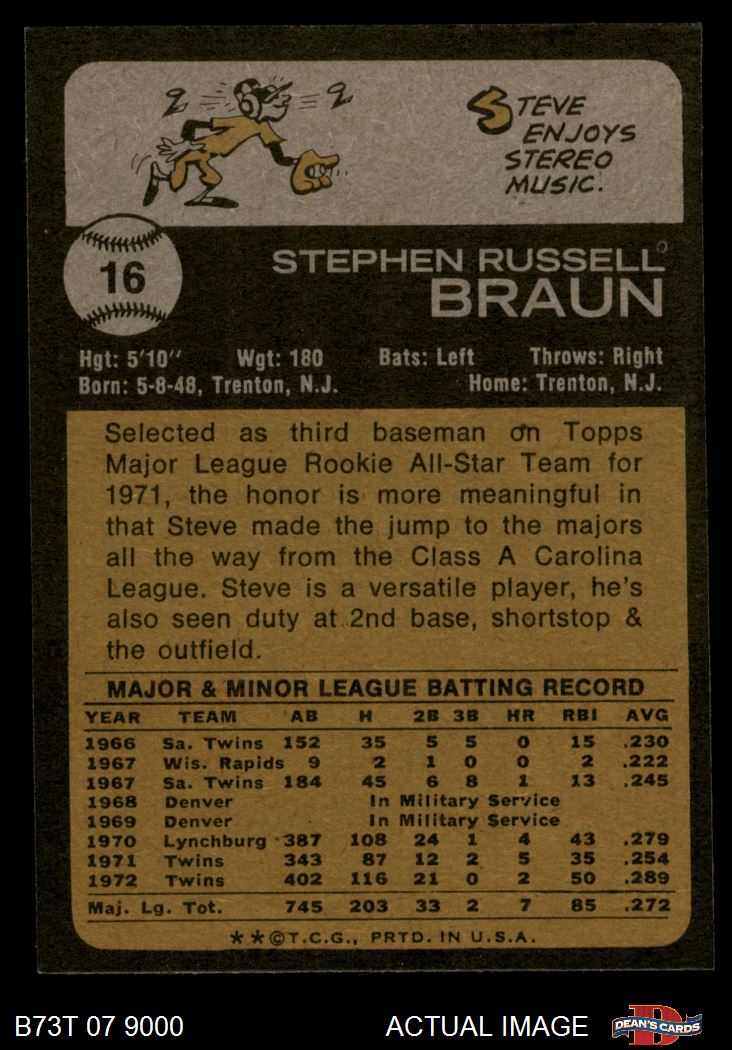 STEVE
ENJOYS
STEREO
MUSIC.
16
STEPHEN RUSSELL
BRAUN
Hgt: 5'10" Wgt: 180 Bats: Left Throws: Right
Born: 5-8-48, Trenton, N.J. Home: Trenton, N.J.
Selected as third baseman on Topps
Major League Rookie All-Star Team for
1971, the honor is more meaningful in
that Steve made the jump to the majors
all the way from the Class A Carolina
League. Steve is a versatile player, he's
also seen duty at 2nd base, shortstop &
the outfield.
MAJOR & MINOR LEAGUE BATTING RECORD
YEAR TEAM AB H 2B 3B HR RBI AVG
1966 Sa. Twins 152 35 5 5 0 15 .230
1967 Wis. Rapids 9 2 1 0 0 2 .222
1967 Sa. Twins 184 45 6 8 1 13 .245
1968 Denver In Military Service
1969 Denver In Military Service
1970 Lynchburg 387 108 24 1 4 43 .279
1971 Twins 343 87 12 2 5 35 .254
1972 Twins 402 116 21 0 2 50 .289
Maj. Lg. Tot. 745 203 33 2 7 85 .272
**©T.C.G., PRTD. IN U.S.A.
B73T 07 9000 ACTUAL IMAGE
D
DEAN'S CARDS